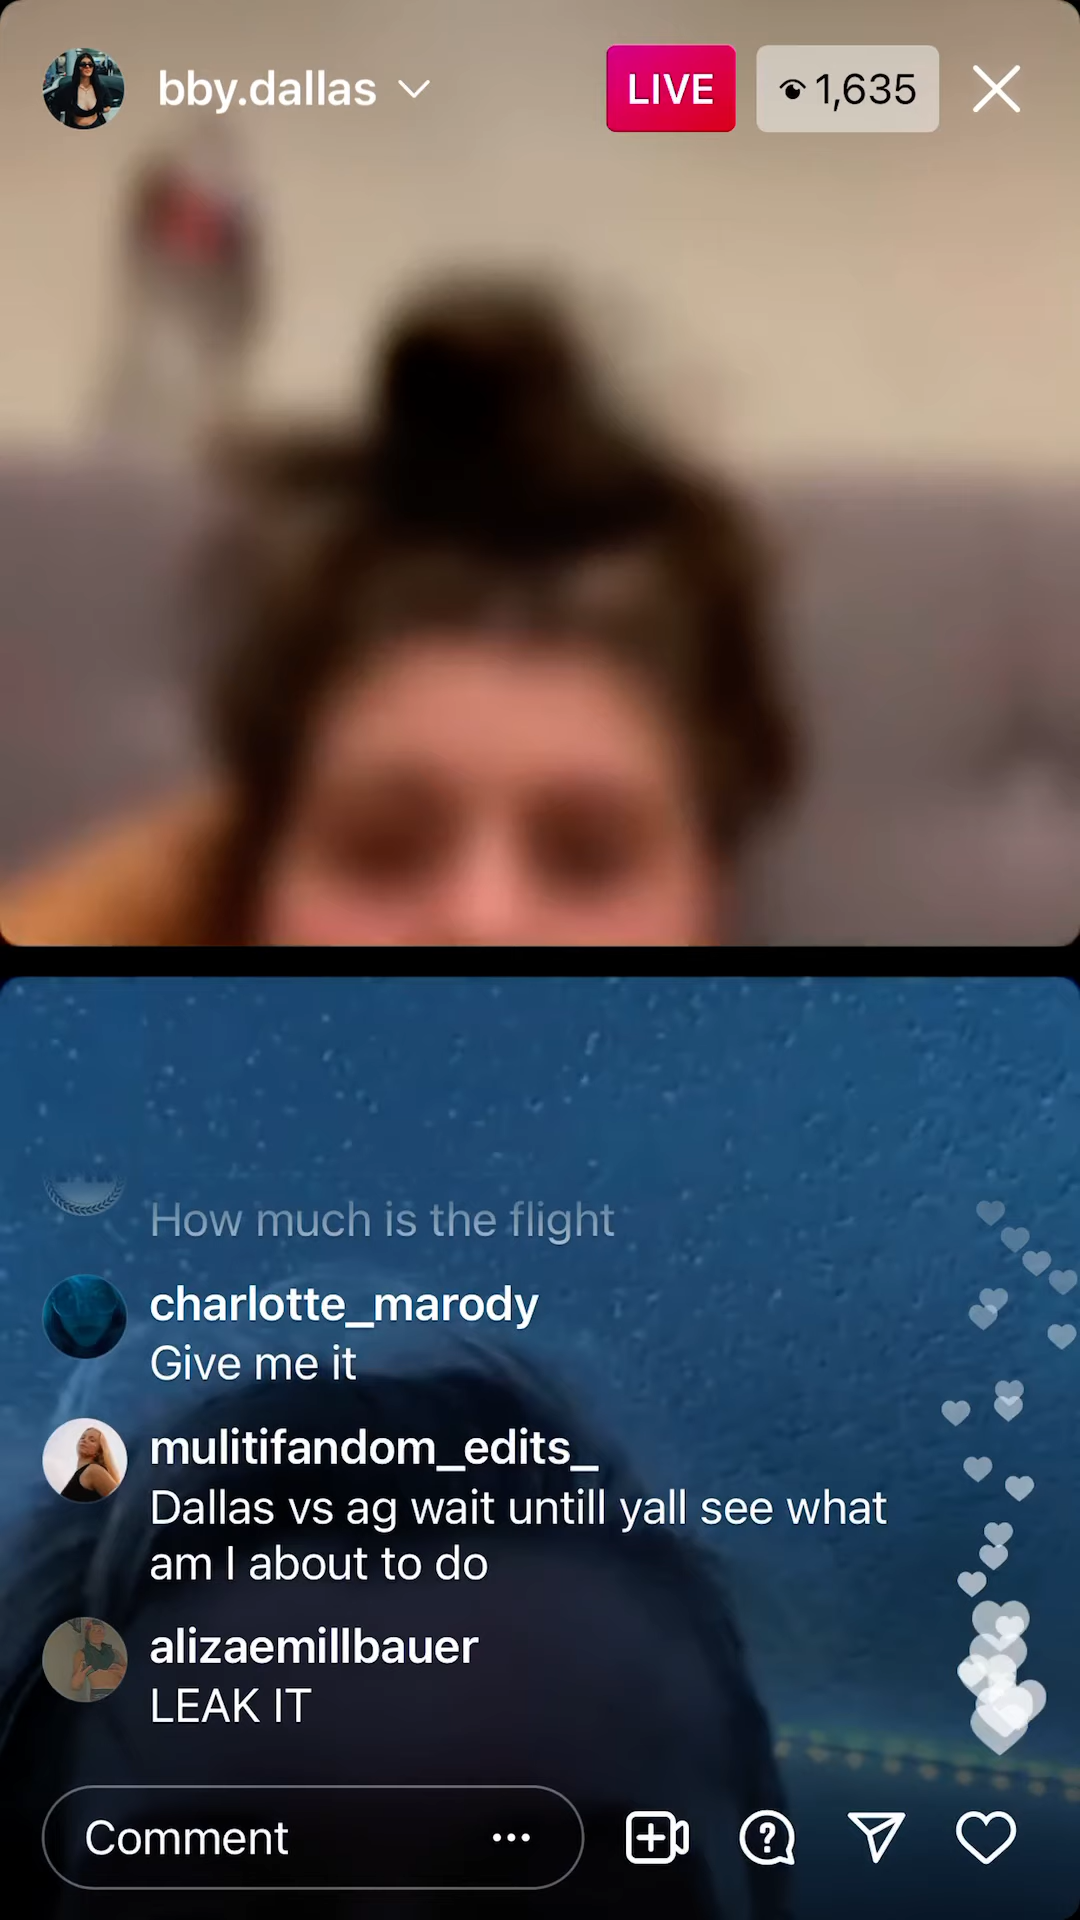 bby.dallas
LIVE
1,635
How much is the flight
charlotte_marody
Give me it
mulitifandom_edits_
Dallas vs ag wait untill yall see what
am I about to do
alizaemillbauer
LEAK IT
Comment